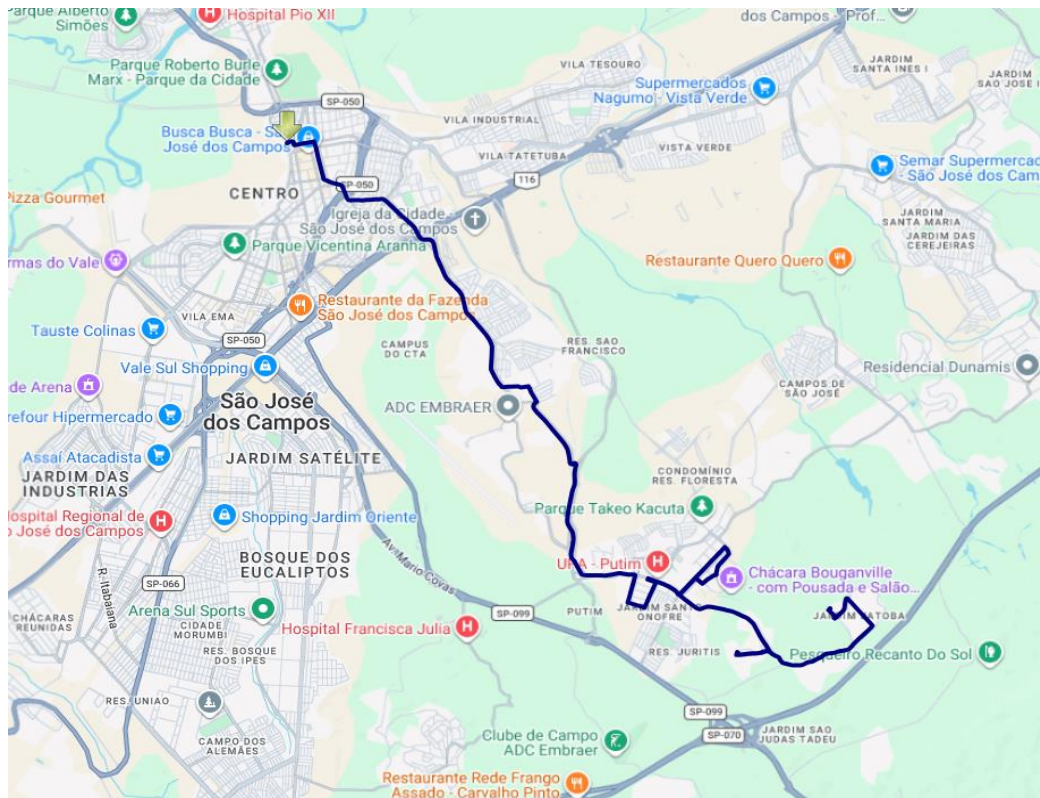 Parque Alberto
Simões
Hospital Pio XII
dos Campos - Prof...
Parque Roberto Burle
Marx - Parque da Cidade
VILA TESOURO
JARDIM
SANTA INES I
JARDIM
SAO JOSE I
Supermercados
Nagumo - Vista Verde
SP-050
VILA INDUSTRIAL
Busca Busca - S
José dos Campos
VILA TATETUBA
VISTA VERDE
Semar Supermercad
- São José dos Cam
116
SP-050
CENTRO
Pizza Gourmet
Igreja da Cidade
São José dos Campos
JARDIM
SANTA MARIA
JARDIM DAS
CEREJEIRAS
Parque Vicentina Aranha
Restaurante Quero Quero
rmas do Vale
Restaurante da Fazenda
São José dos Campo
VILA EMA
Tauste Colinas
SP-050
CAMPUS
DO CTA
RES. SAO
FRANCISCO
Vale Sul Shopping
Residencial Dunamis
de Arena
CAMPOS DE
SÃO JOSÉ
São José
dos Campos
ADC EMBRAER
refour Hipermercado
Assaí Atacadista
JARDIM SATÉLITE
JARDIM DAS
INDUSTRIAS
CONDOMÍNIO
RES. FLORESTA
Parque Takeo Kacuta
Hospital Regional de
o José dos Campos
Shopping Jardim Oriente
Av. Mario Covas
BOSQUE DOS
EUCALIPTOS
UPA - Putim
R. Itabaiana
SP-066
Chácara Bouganville
- com Pousada e Salão...
Arena Sul Sports
CHÁCARAS
REUNIDAS
CIDADE
MORUMBI
SP-099
PUTIM
JARDIM SANTO
ONOFRE
JARDIM JATOBA
Hospital Francisca Julia
RES. BOSQUE
DOS IPES
RES. JURITIS
Pesqueiro Recanto Do Sol
RES. UNIAO
SP-099
SP-070
JARDIM SAO
JUDAS TADEU
CAMPO DOS
ALEMÃES
Clube de Campo
ADC Embraer
Restaurante Rede Frango
Assado - Carvalho Pinto